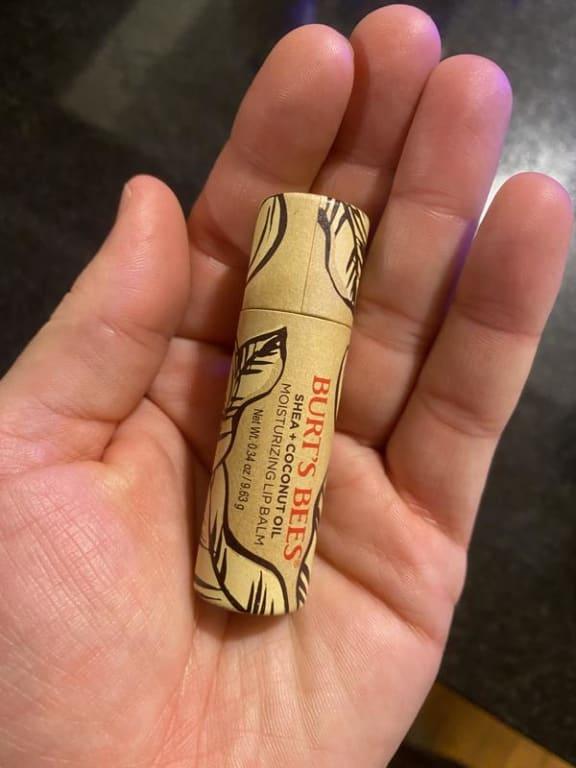 BURT'S BEES®
SHEA + COCONUT OIL
MOISTURIZING LIP BALM
Net Wt. 0.34 oz / 9.63 g